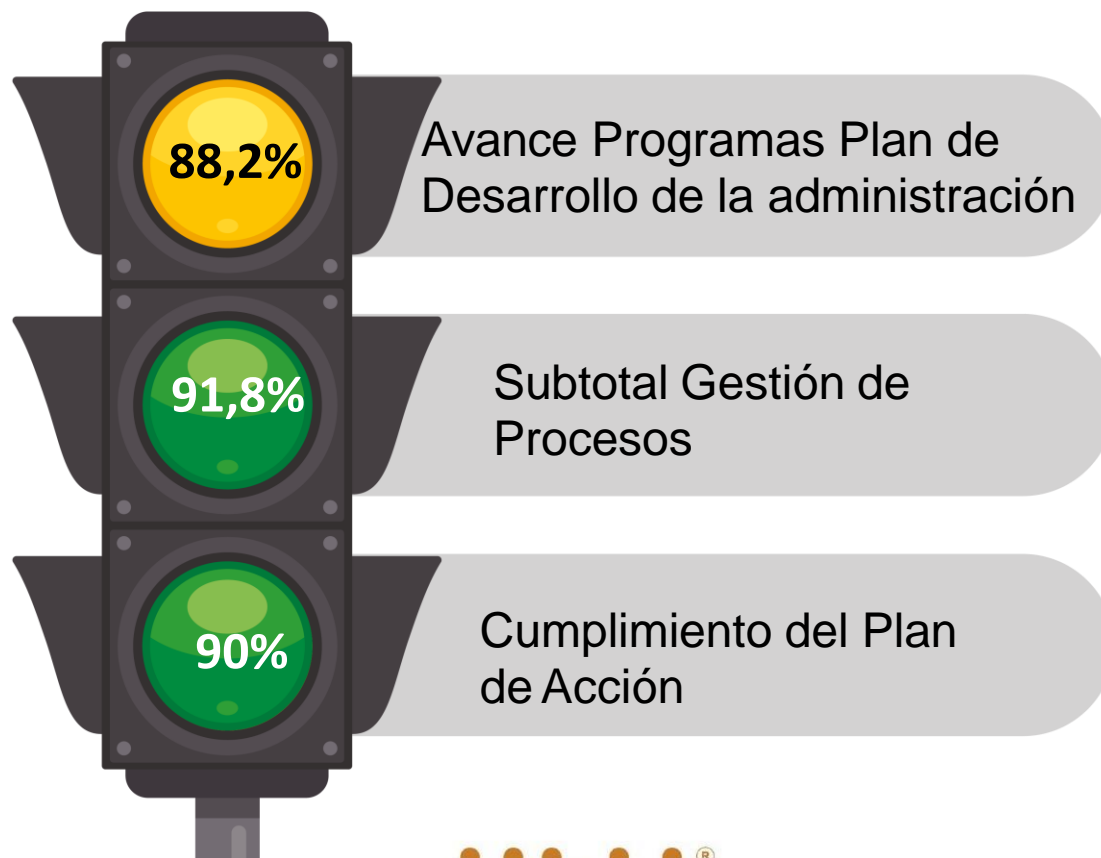 88,2%
Avance Programas Plan de
Desarrollo de la administración
91,8%
Subtotal Gestión de
Procesos
90%
Cumplimiento del Plan
de Acción
®